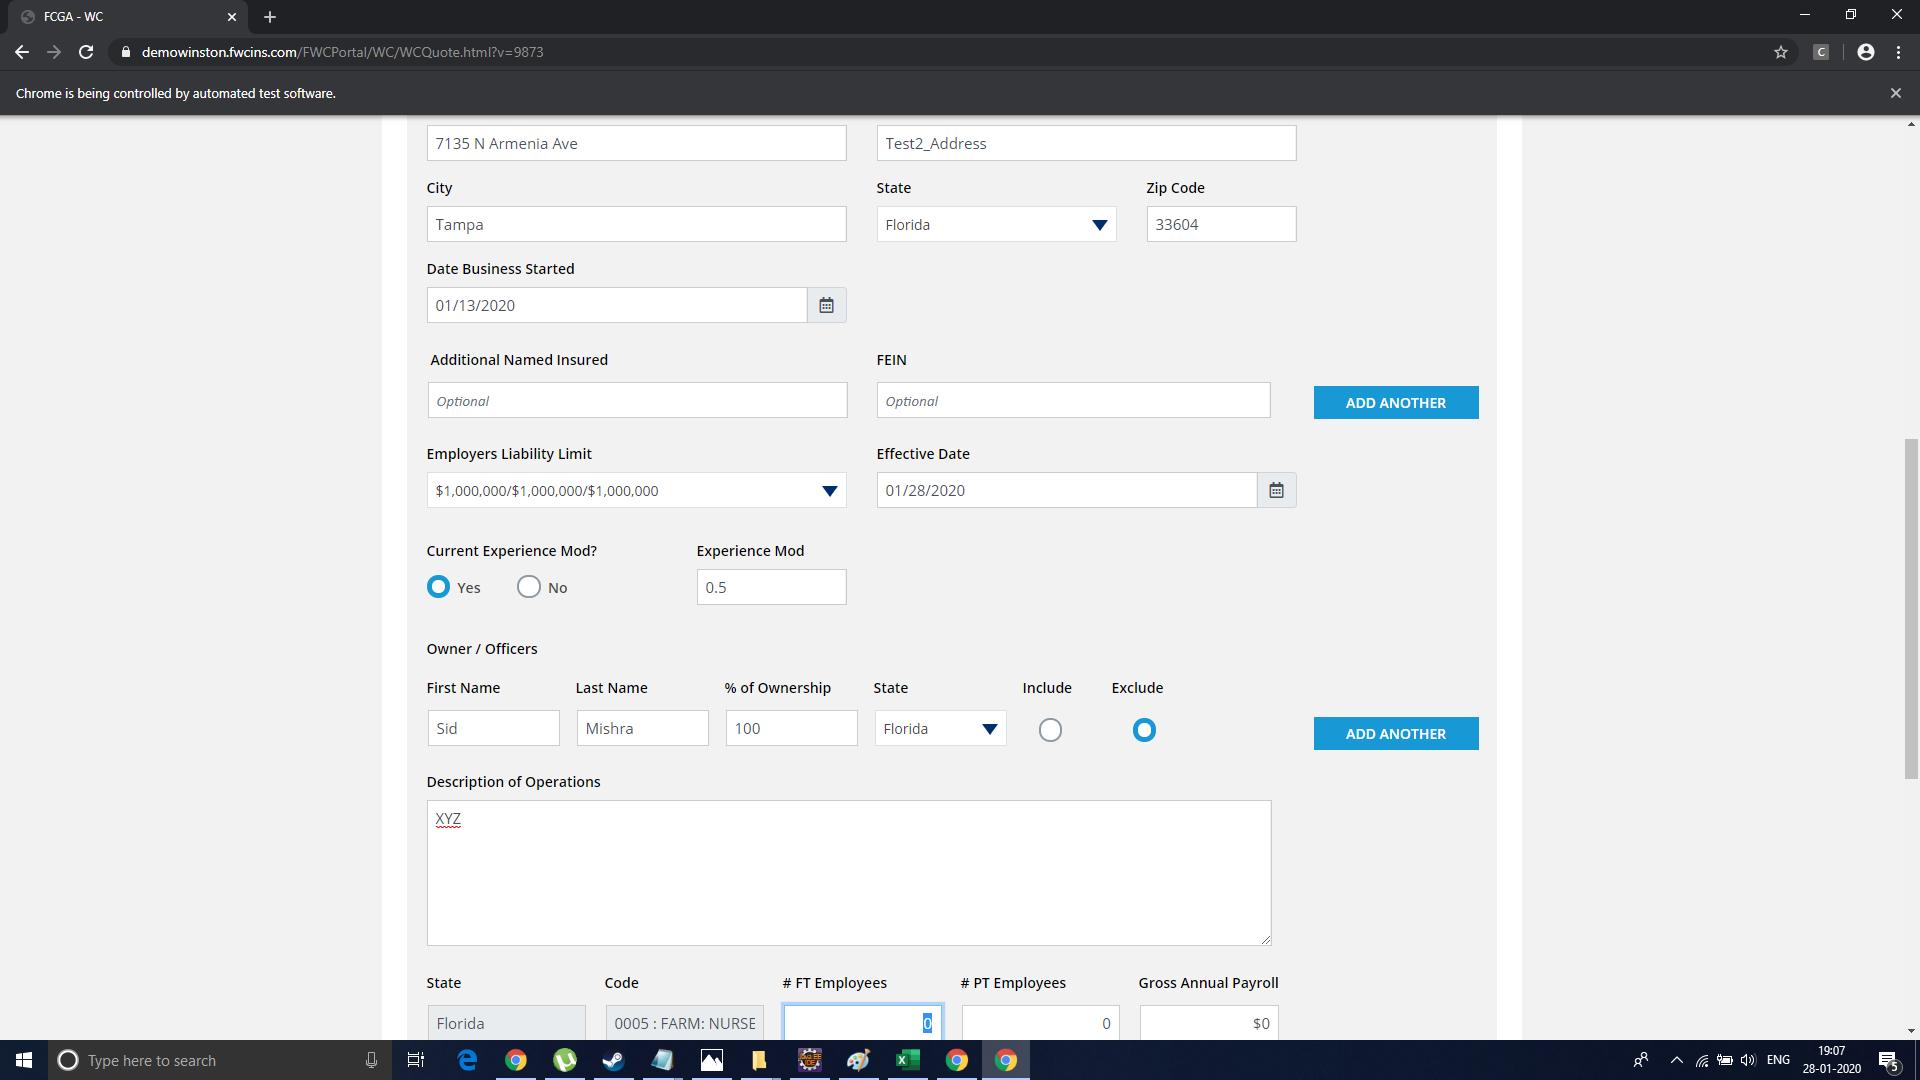 FCGA - WC
demowinston.fwcins.com/FWCPortal/WC/WCQuote.html?v=9873
C
Chrome is being controlled by automated test software.
7135 N Armenia Ave
Test2_Address
City
State
Zip Code
Tampa
Florida
33604
Date Business Started
01/13/2020
Additional Named Insured
FEIN
Optional
Optional
ADD ANOTHER
Employers Liability Limit
Effective Date
$1,000,000/$1,000,000/$1,000,000
01/28/2020
Current Experience Mod?
Experience Mod
Yes
No
0.5
Owner / Officers
First Name
Last Name
% of Ownership
State
Include
Exclude
Sid
Mishra
100
Florida
ADD ANOTHER
Description of Operations
XYZ
State
Code
# FT Employees
# PT Employees
Gross Annual Payroll
Florida
0005 : FARM: NURSE
0
0
$0
Type here to search
ENG
19:07
28-01-2020
5